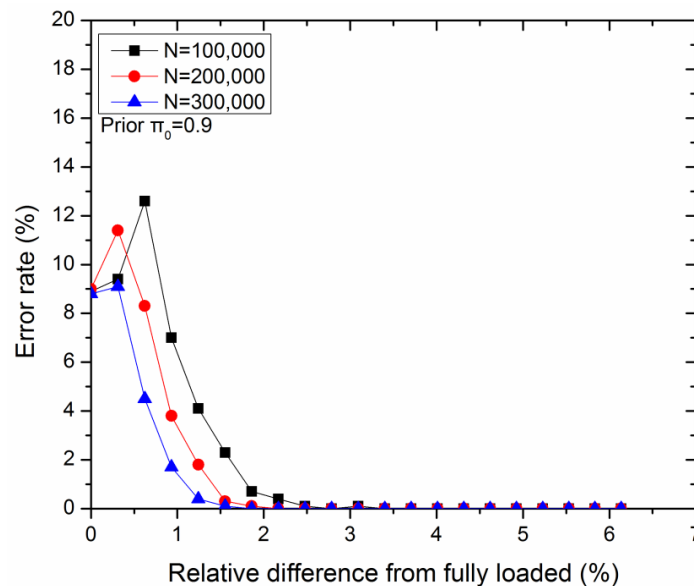 20
18
16
14
12
10
8
6
4
2
0
Error rate (%)
N=100,000
N=200,000
N=300,000
Prior π₀=0.9
0 1 2 3 4 5 6 7
Relative difference from fully loaded (%)